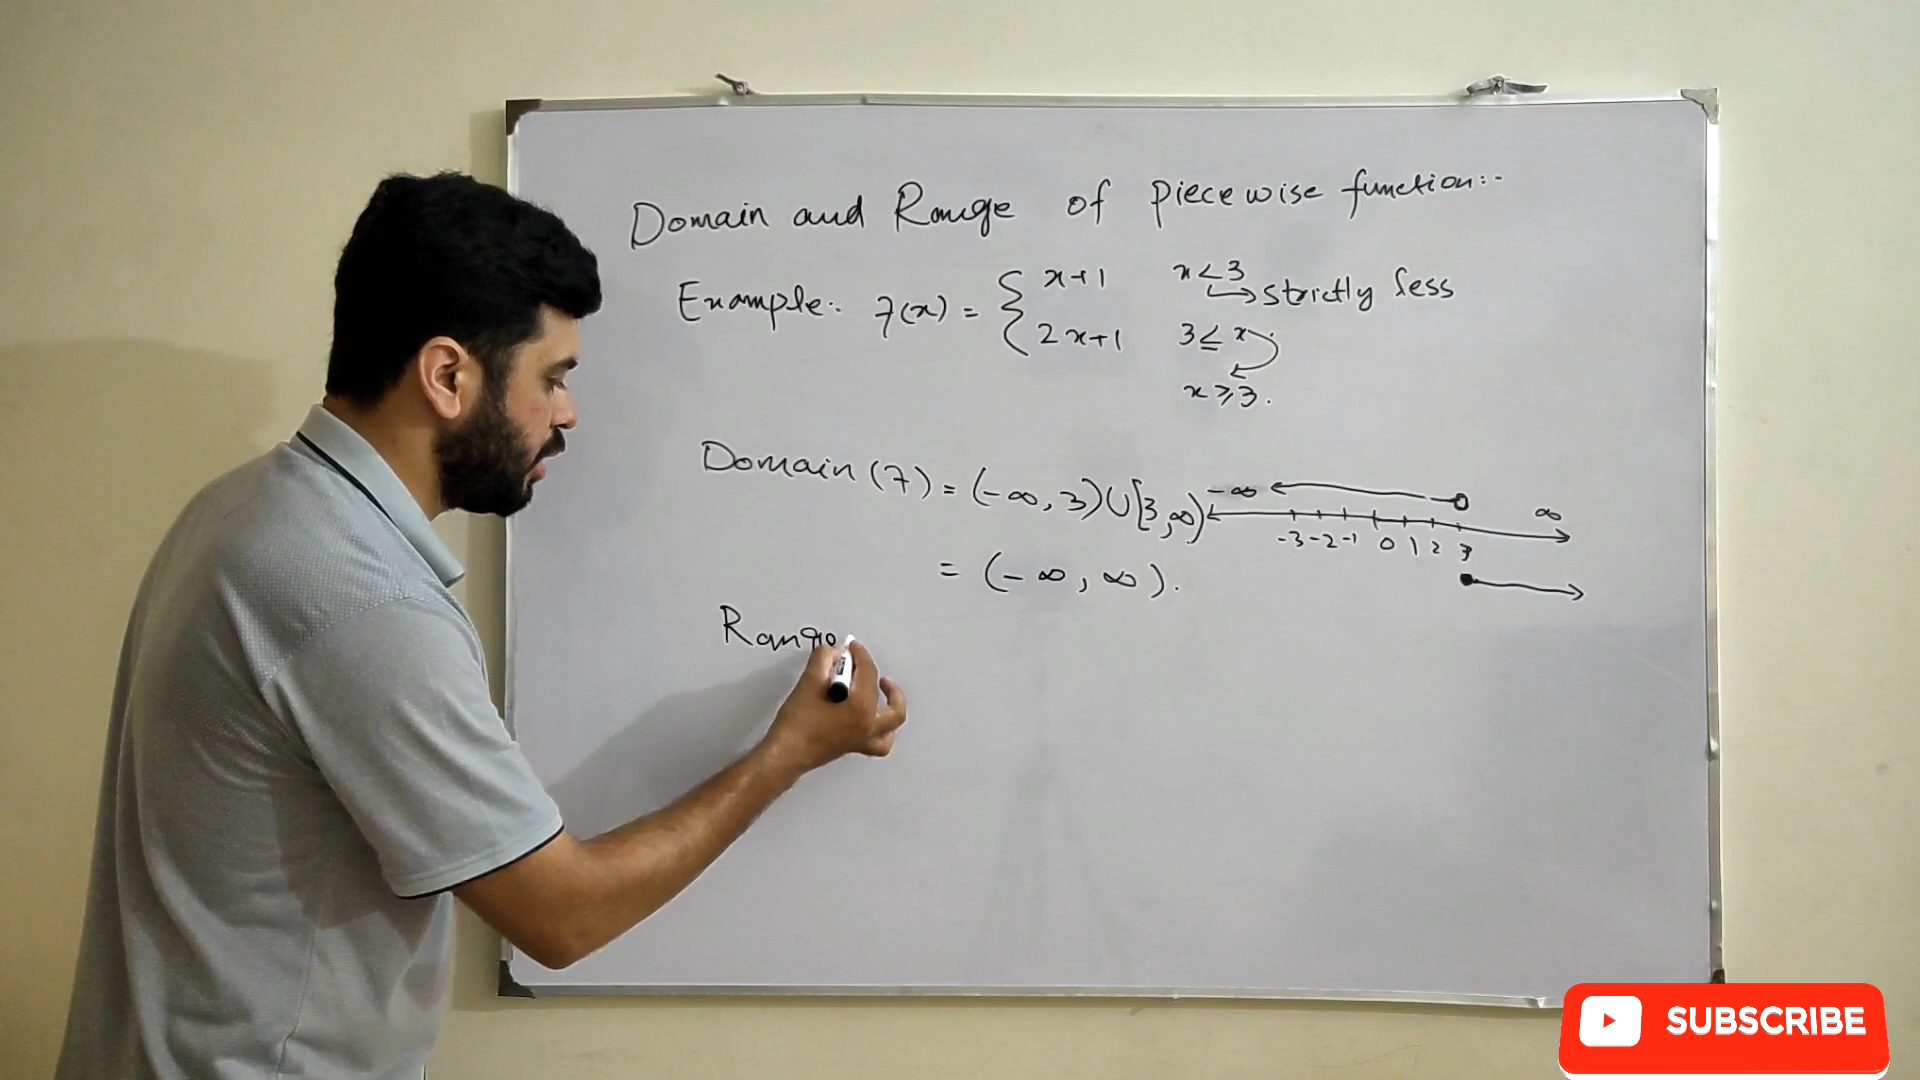 Domain and Range of piecewise function:-
Example:- f(x) = { x+1 x<3 → strictly less
2x+1 3≤x
x≥3.
Domain (f) = (-∞, 3)∪[3,∞)
-∞ ∞
-3 -2 -1 0 1 2 3
= (-∞, ∞).
Range
SUBSCRIBE